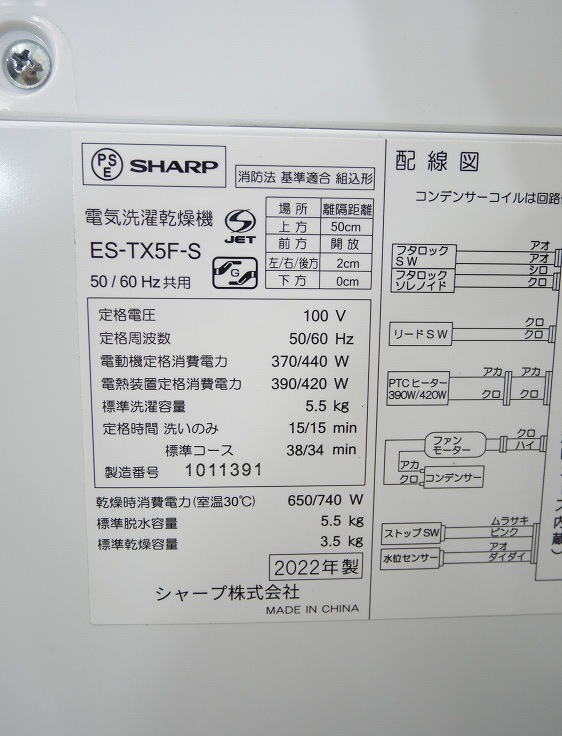 PS E SHARP
消防法 基準適合 組込形
電気洗濯乾燥機
JET
ES-TX5F-S
50/60Hz共用
G
場所 離隔距離
上方 50cm
前方 開放
左/右/後方 2cm
下方 0cm
定格電圧 100 V
定格周波数 50/60 Hz
電動機定格消費電力 370/440 W
電熱装置定格消費電力 390/420 W
標準洗濯容量 5.5 kg
定格時間 洗いのみ 15/15 min
標準コース 38/34 min
製造番号 1011391
乾燥時消費電力(室温30℃) 650/740 W
標準脱水容量 5.5 kg
標準乾燥容量 3.5 kg
2022年製
シャープ株式会社
MADE IN CHINA
配線図
コンデンサーコイルは回路
フタロック SW
アオ
アオ
フタロック ソレノイド
シロ
クロ
リードSW
クロ
クロ
PTCヒーター 390W/420W
アカ アカ
クロ クロ
ファン モーター
クロ
ハイ
アカ
クロ
コンデンサー
ストップSW
ムラサキ
ピンク
水位センサー
アオ
ダイダイ
内
蔵)